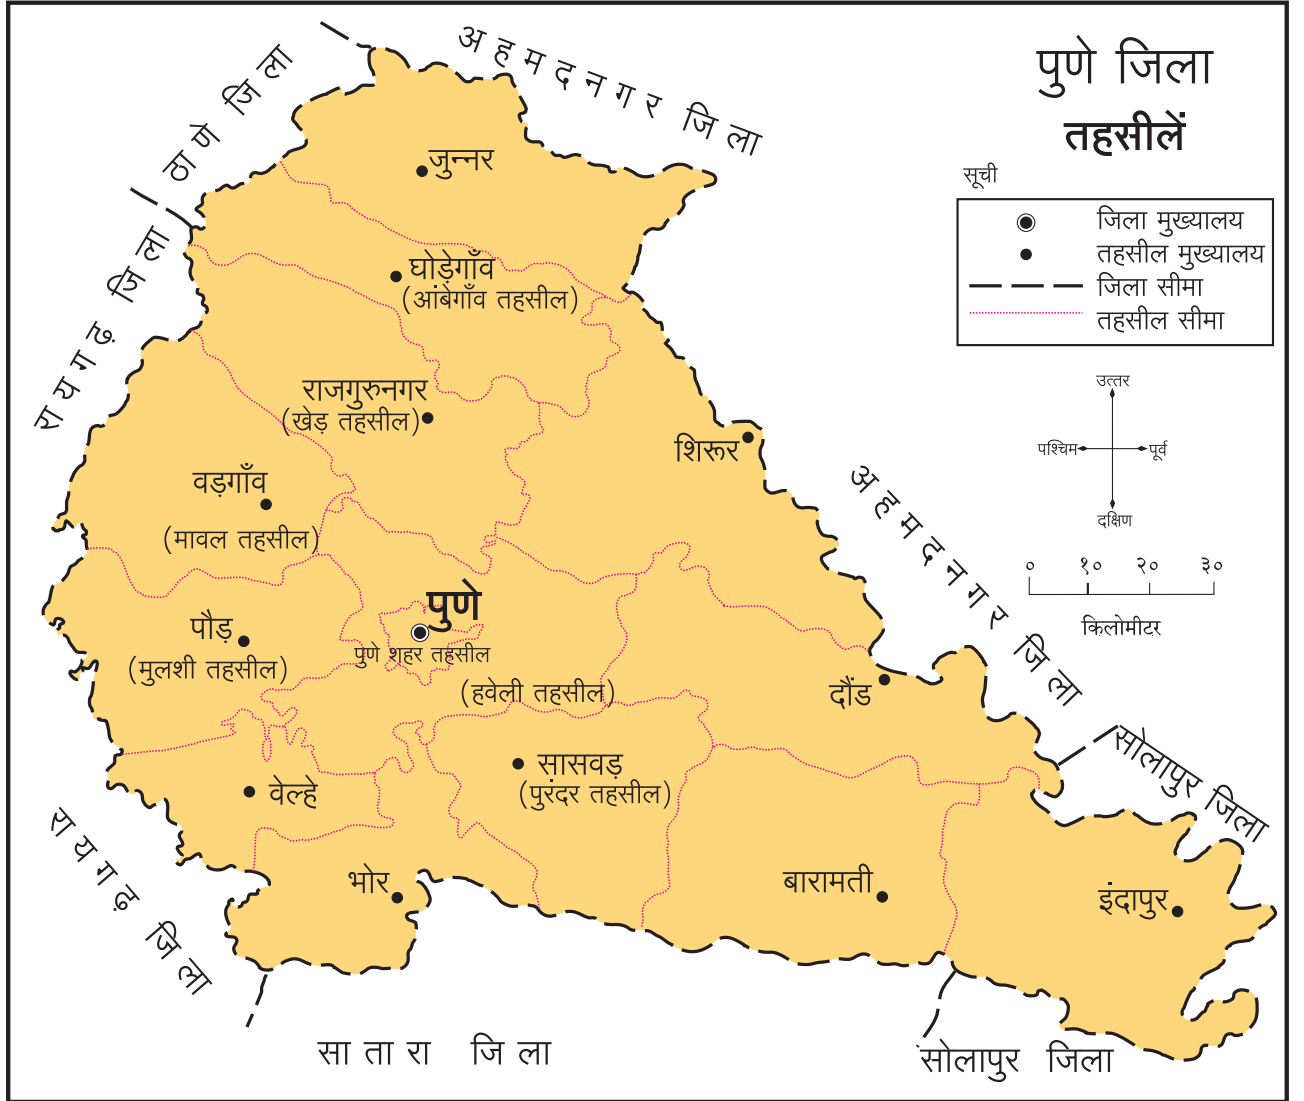 पुणे जिला
तहसीलें
सूची
जिला मुख्यालय
तहसील मुख्यालय
जिला सीमा
तहसील सीमा
उत्तर
पश्चिम
पूर्व
दक्षिण
० १० २० ३०
किलोमीटर
अहमदनगर जिला
ठाणे जिला
रायगढ़ जिला
जुन्नर
घोड़ेगाँव
(आंबेगाँव तहसील)
राजगुरुनगर
(खेड़ तहसील)
शिरूर
वड़गाँव
(मावल तहसील)
अहमदनगर जिला
पुणे
पुणे शहर तहसील
पौड़
(मुलशी तहसील)
(हवेली तहसील)
दौंड
सोलापुर जिला
सासवड़
(पुरंदर तहसील)
वेल्हे
रायगढ़ जिला
भोर
बारामती
इंदापुर
सातारा जिला
सोलापुर जिला